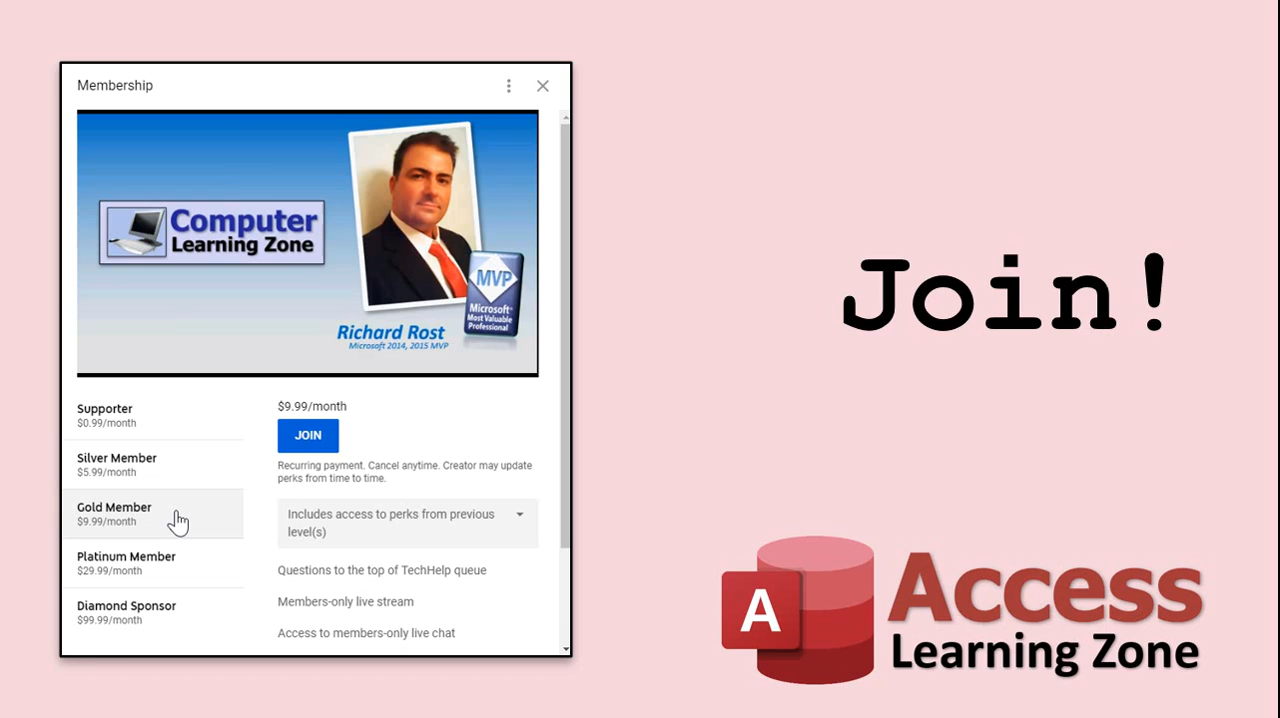 Membership
Computer
Learning Zone
MVP
Microsoft®
Most Valuable
Professional
Richard Rost
Microsoft 2014, 2015 MVP
Supporter
$0.99/month
Silver Member
$5.99/month
Gold Member
$9.99/month
Platinum Member
$29.99/month
Diamond Sponsor
$99.99/month
$9.99/month
JOIN
Recurring payment. Cancel anytime. Creator may update
perks from time to time.
Includes access to perks from previous
level(s)
Questions to the top of TechHelp queue
Members-only live stream
Access to members-only live chat
Join!
A
Access
Learning Zone